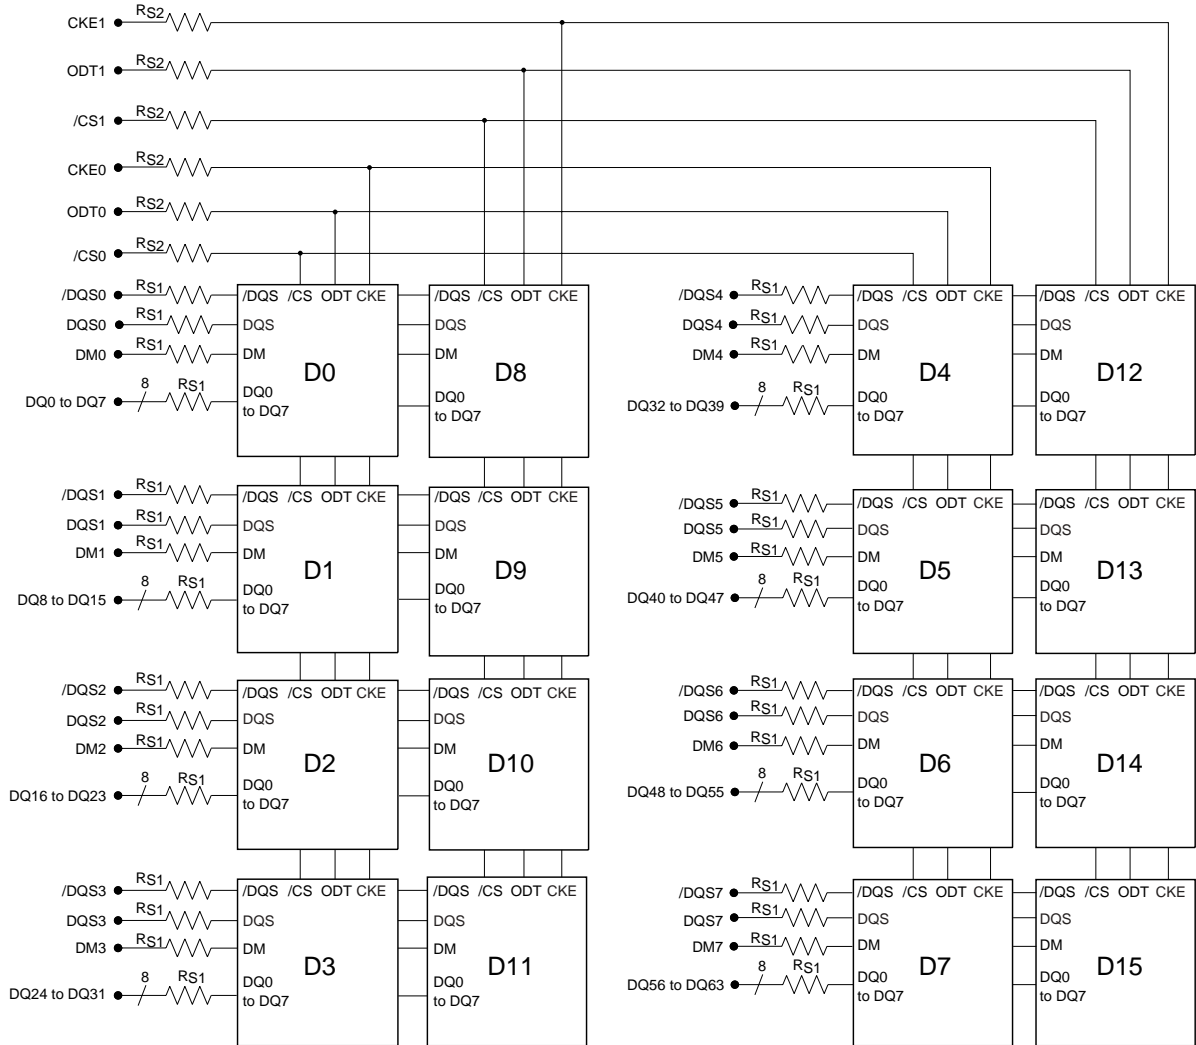 CKE1 RS2
ODT1 RS2
/CS1 RS2
CKE0 RS2
ODT0 RS2
/CS0 RS2
/DQS0 RS1 /DQS /CS ODT CKE /DQS /CS ODT CKE
DQS0 RS1 DQS DQS
DM0 RS1 DM DM
D0 D8
DQ0 to DQ7 8 RS1 DQ0 to DQ7 DQ0 to DQ7
/DQS4 RS1 /DQS /CS ODT CKE /DQS /CS ODT CKE
DQS4 RS1 DQS DQS
DM4 RS1 DM DM
D4 D12
DQ32 to DQ39 8 RS1 DQ0 to DQ7 DQ0 to DQ7
/DQS1 RS1 /DQS /CS ODT CKE /DQS /CS ODT CKE
DQS1 RS1 DQS DQS
DM1 RS1 DM DM
D1 D9
DQ8 to DQ15 8 RS1 DQ0 to DQ7 DQ0 to DQ7
/DQS5 RS1 /DQS /CS ODT CKE /DQS /CS ODT CKE
DQS5 RS1 DQS DQS
DM5 RS1 DM DM
D5 D13
DQ40 to DQ47 8 RS1 DQ0 to DQ7 DQ0 to DQ7
/DQS2 RS1 /DQS /CS ODT CKE /DQS /CS ODT CKE
DQS2 RS1 DQS DQS
DM2 RS1 DM DM
D2 D10
DQ16 to DQ23 8 RS1 DQ0 to DQ7 DQ0 to DQ7
/DQS6 RS1 /DQS /CS ODT CKE /DQS /CS ODT CKE
DQS6 RS1 DQS DQS
DM6 RS1 DM DM
D6 D14
DQ48 to DQ55 8 RS1 DQ0 to DQ7 DQ0 to DQ7
/DQS3 RS1 /DQS /CS ODT CKE /DQS /CS ODT CKE
DQS3 RS1 DQS DQS
DM3 RS1 DM DM
D3 D11
DQ24 to DQ31 8 RS1 DQ0 to DQ7 DQ0 to DQ7
/DQS7 RS1 /DQS /CS ODT CKE /DQS /CS ODT CKE
DQS7 RS1 DQS DQS
DM7 RS1 DM DM
D7 D15
DQ56 to DQ63 8 RS1 DQ0 to DQ7 DQ0 to DQ7